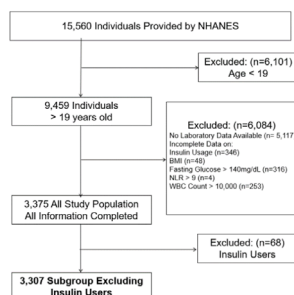 15,560 Individuals Provided by NHANES
Excluded: (n=6,101)
Age < 19
9,459 Individuals
> 19 years old
Excluded: (n=6,084)
No Laboratory Data Available (n= 5,117
Incomplete Data on:
Insulin Usage (n=346)
BMI (n=48)
Fasting Glucose > 140mg/dL (n=316)
NLR > 9 (n=4)
WBC Count > 10,000 (n=253)
3,375 All Study Population
All Information Completed
Excluded: (n=68)
Insulin Users
3,307 Subgroup Excluding
Insulin Users